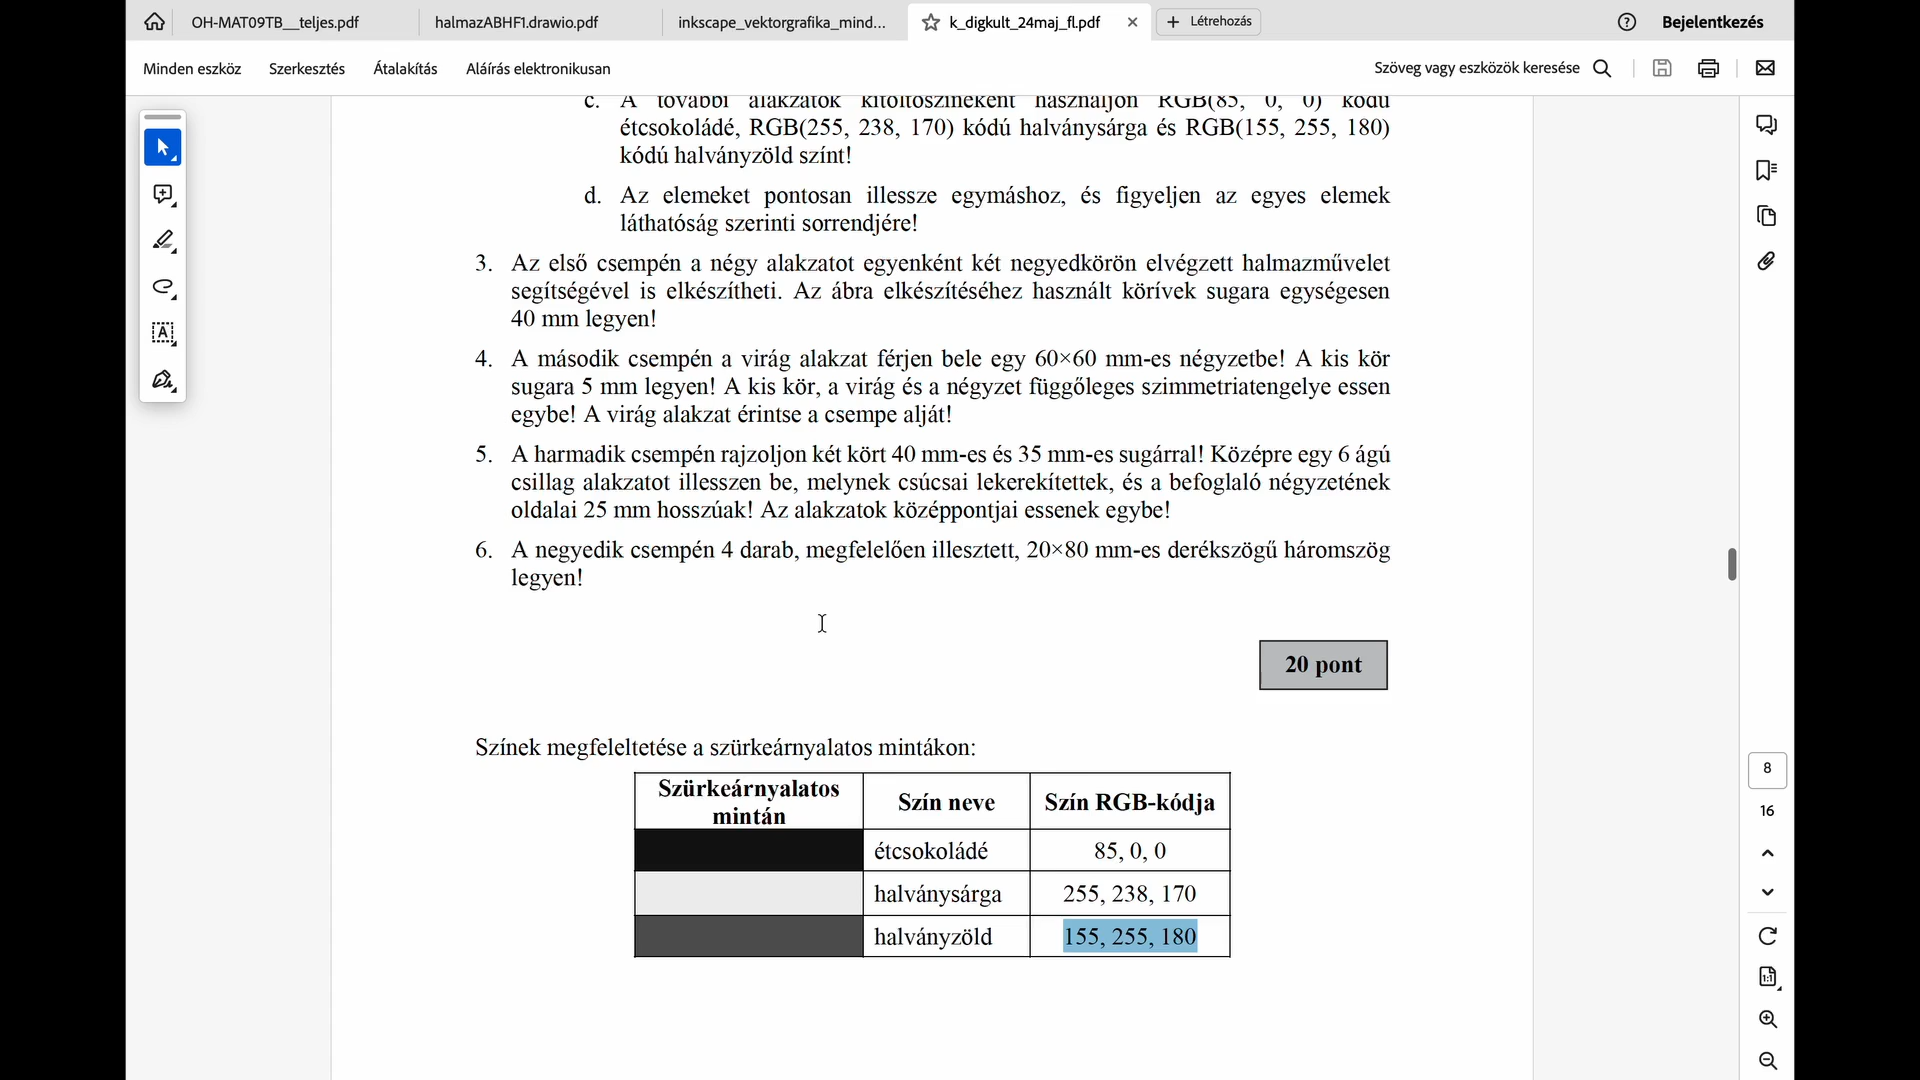 OH-MAT09TB__teljes.pdf
halmazABHF1.drawio.pdf
inkscape_vektorgrafika_mind...
k_digkult_24maj_fl.pdf
Létrehozás
Bejelentkezés
Minden eszköz
Szerkesztés
Átalakítás
Aláírás elektronikusan
Szöveg vagy eszközök keresése
c. A további alakzatok kitöltőszíneként használjon RGB(85, 0, 0) kódú
étcsokoládé, RGB(255, 238, 170) kódú halványsárga és RGB(155, 255, 180)
kódú halványzöld színt!
d. Az elemeket pontosan illessze egymáshoz, és figyeljen az egyes elemek
láthatóság szerinti sorrendjére!
3. Az első csempén a négy alakzatot egyenként két negyedkörön elvégzett halmazművelet
segítségével is elkészítheti. Az ábra elkészítéséhez használt körívek sugara egységesen
40 mm legyen!
4. A második csempén a virág alakzat férjen bele egy 60×60 mm-es négyzetbe! A kis kör
sugara 5 mm legyen! A kis kör, a virág és a négyzet függőleges szimmetriatengelye essen
egybe! A virág alakzat érintse a csempe alját!
5. A harmadik csempén rajzoljon két kört 40 mm-es és 35 mm-es sugárral! Középre egy 6 ágú
csillag alakzatot illesszen be, melynek csúcsai lekerekítettek, és a befoglaló négyzetének
oldalai 25 mm hosszúak! Az alakzatok középpontjai essenek egybe!
6. A negyedik csempén 4 darab, megfelelően illesztett, 20×80 mm-es derékszögű háromszög
legyen!
20 pont
Színek megfeleltetése a szürkeárnyalatos mintákon:
Szürkeárnyalatos
mintán
Szín neve
Szín RGB-kódja
étcsokoládé
85, 0, 0
halványsárga
255, 238, 170
halványzöld
155, 255, 180
8
16
1:1